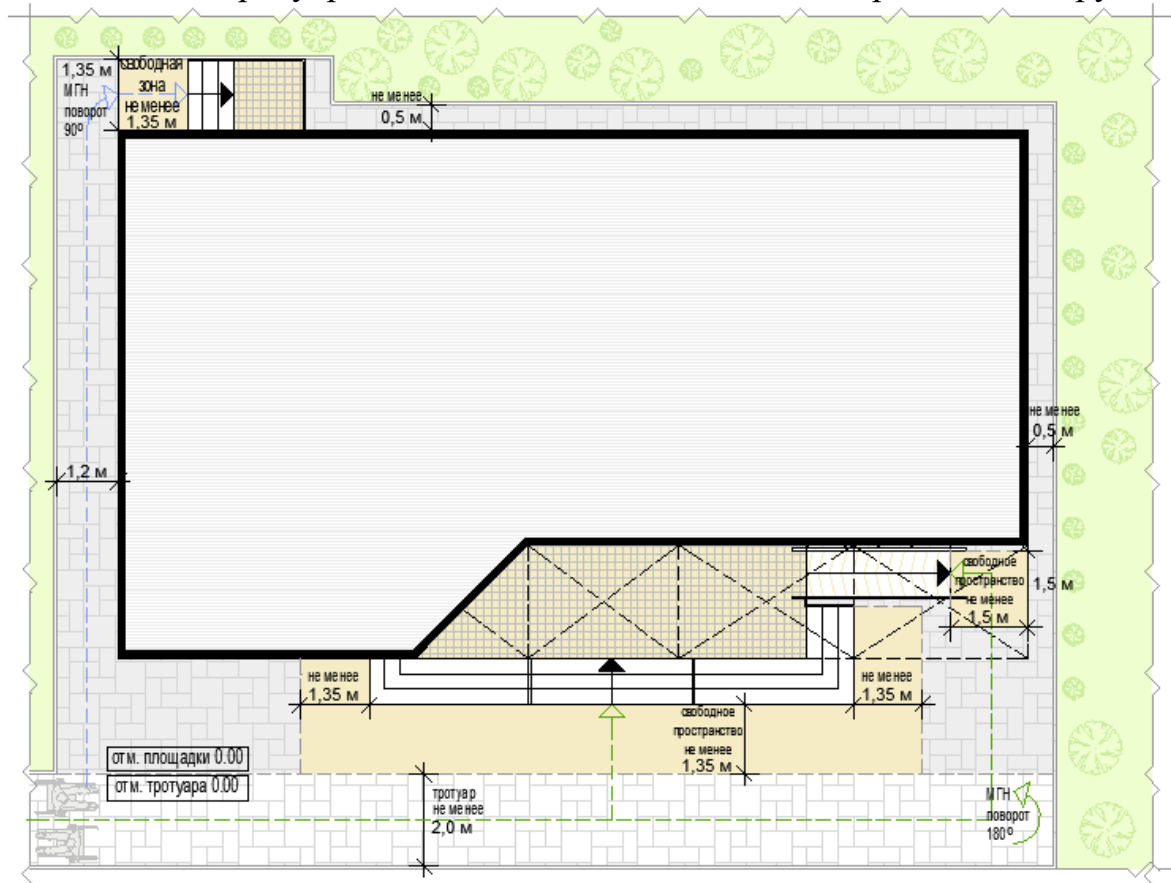 1,35 м
МГН
поворот
90º
свободная
зона
не менее
1,35 м
не менее
0,5 м
не менее
0,5 м
1,2 м
свободное
пространство
не менее
1,5 м
1,5 м
не менее
1,35 м
не менее
1,35 м
свободное
пространство
не менее
1,35 м
отм. площадки 0.00
отм. тротуара 0.00
тротуар
не менее
2,0 м
МГН
поворот
180º